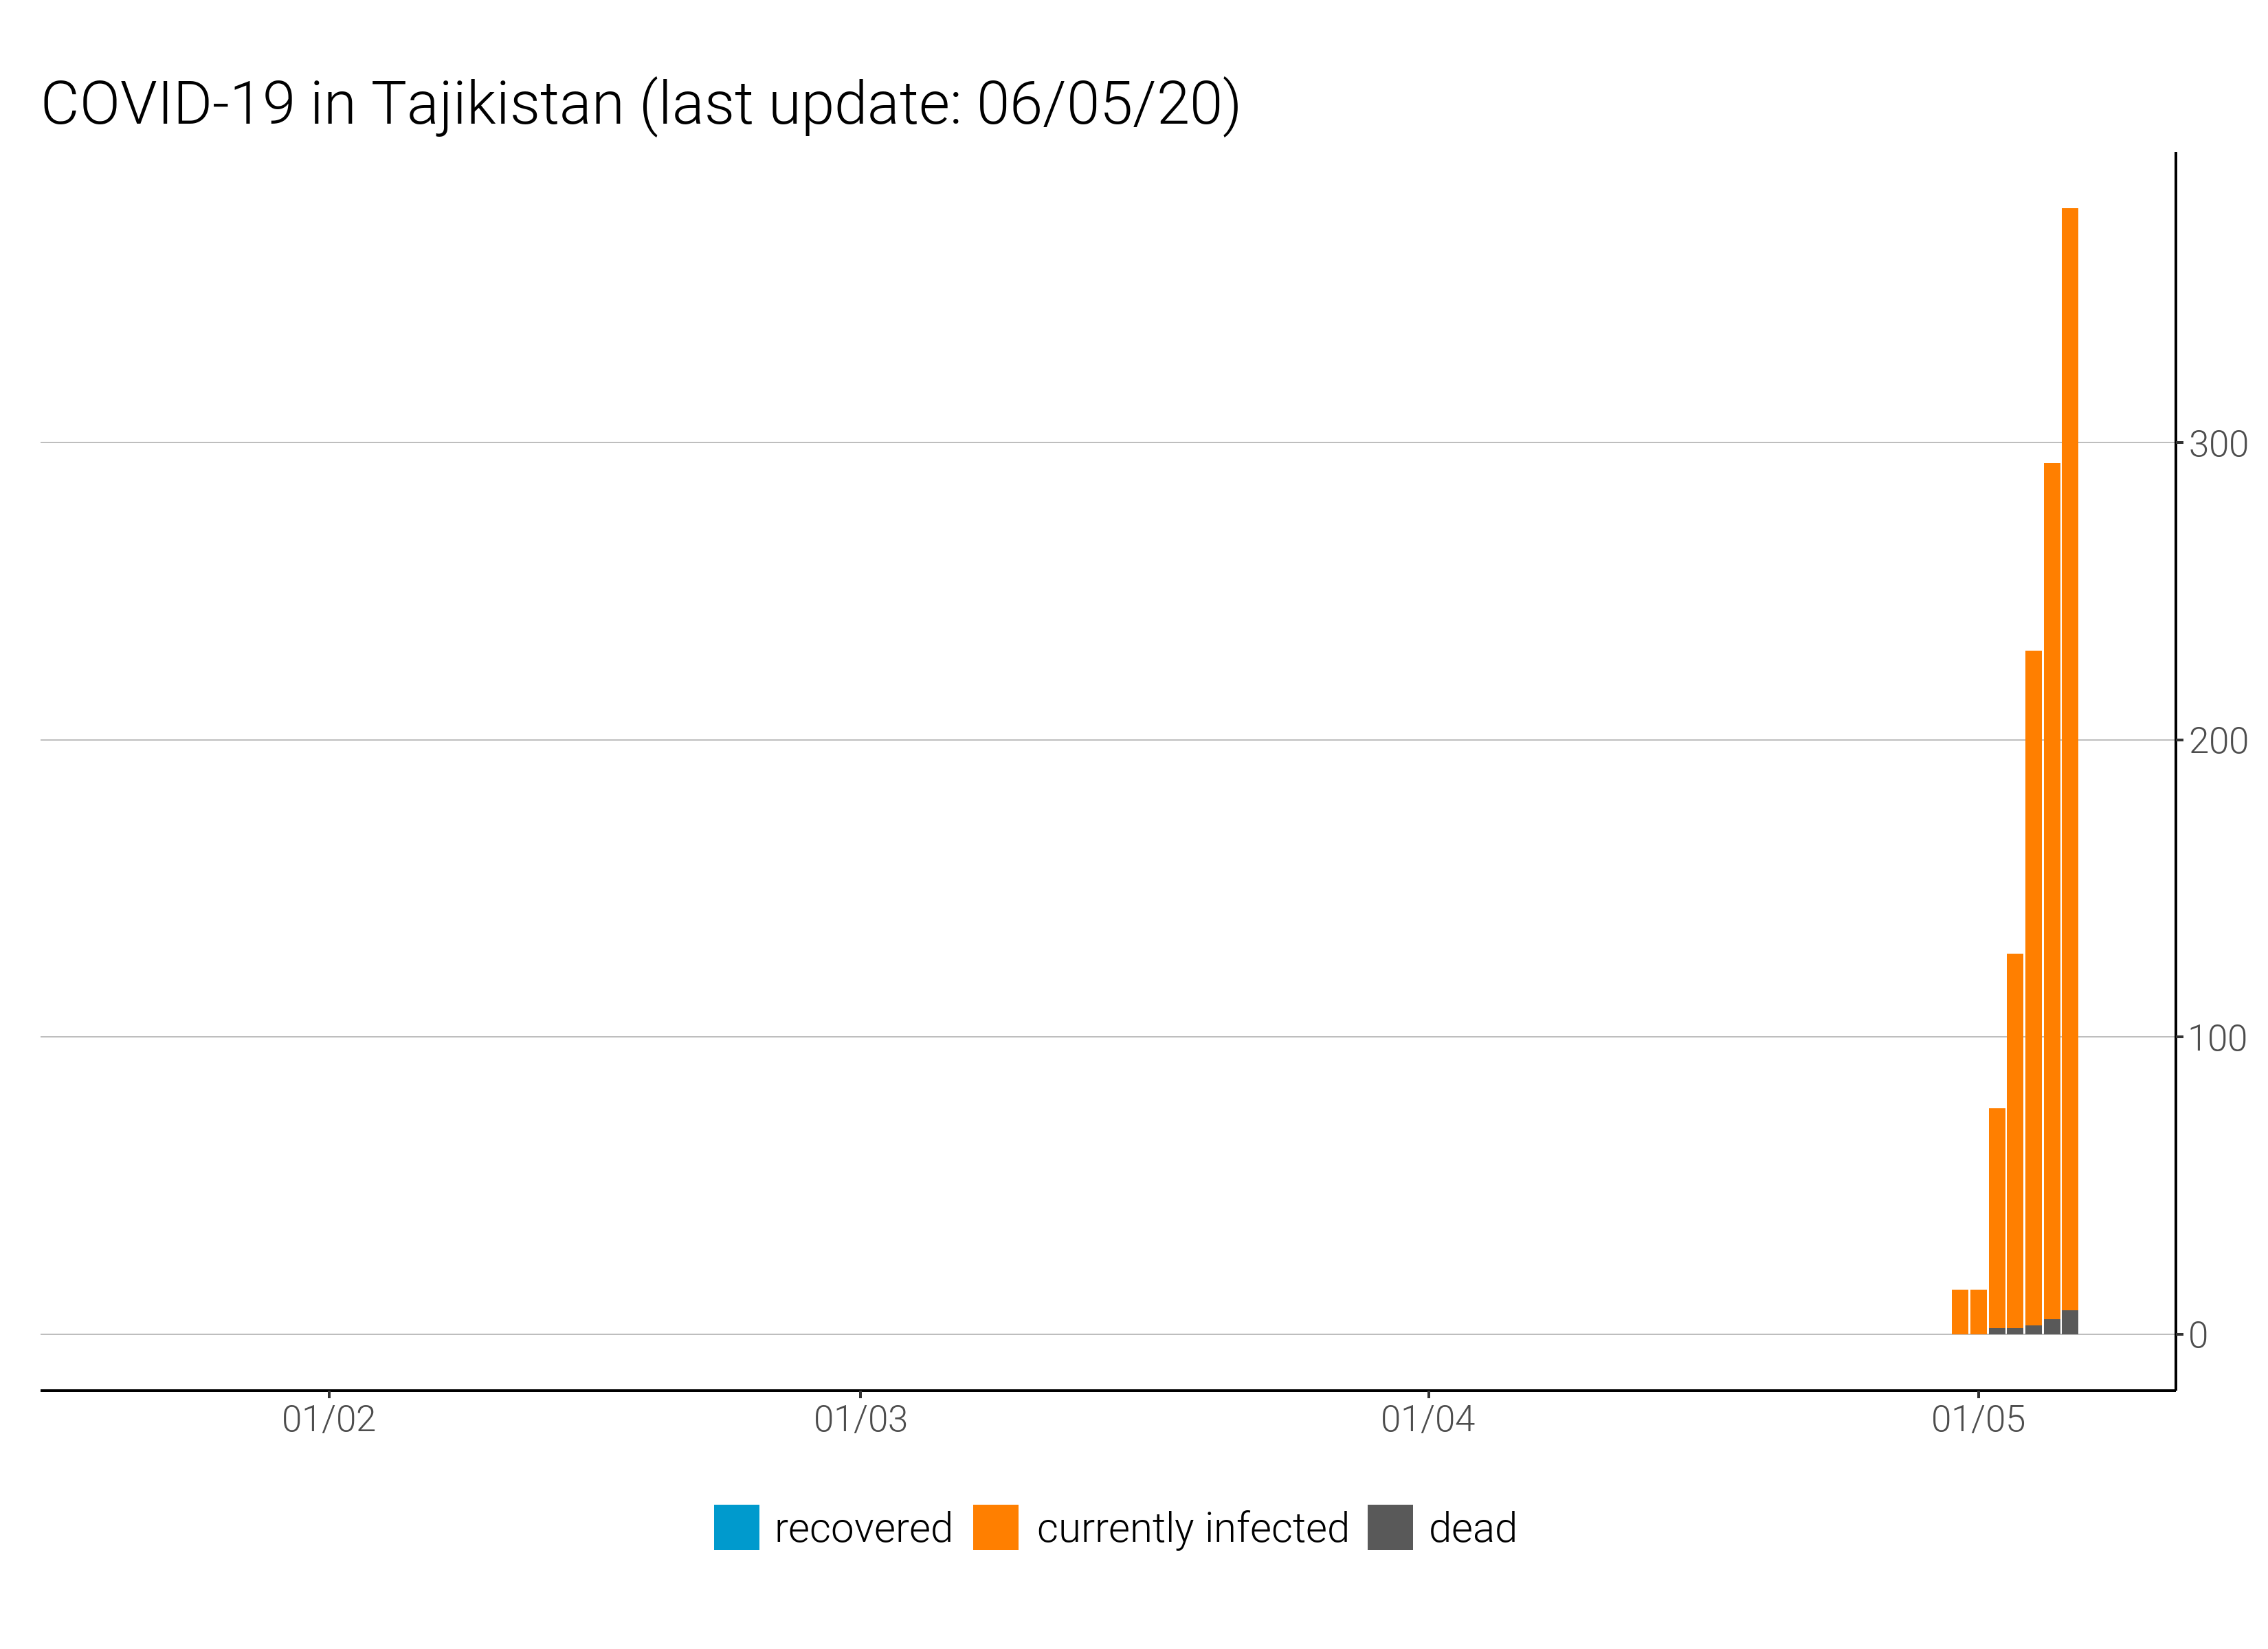 COVID-19 in Tajikistan (last update: 06/05/20)
300
200
100
0
01/02 01/03 01/04 01/05
recovered currently infected dead